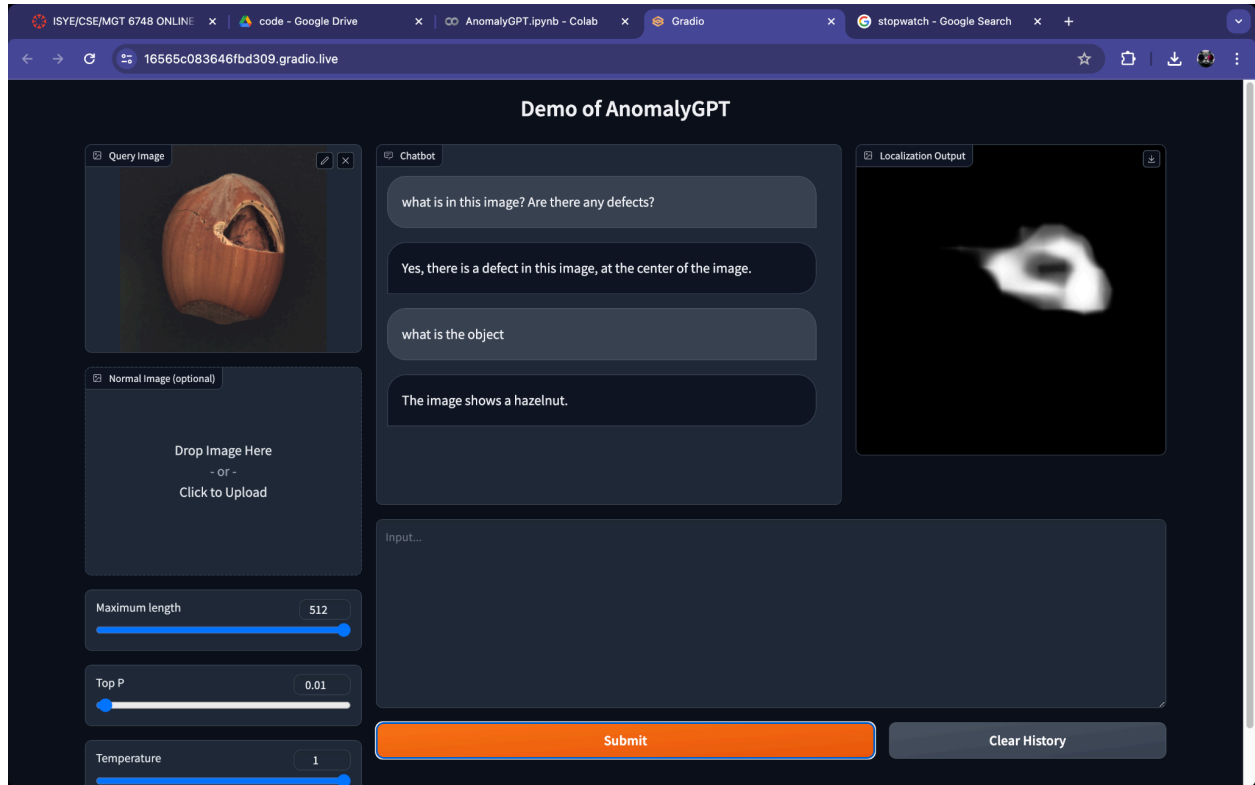 ISYE/CSE/MGT 6748 ONLINE
code - Google Drive
AnomalyGPT.ipynb - Colab
Gradio
stopwatch - Google Search
16565c083646fbd309.gradio.live
Demo of AnomalyGPT
Query Image
Chatbot
what is in this image? Are there any defects?
Yes, there is a defect in this image, at the center of the image.
what is the object
The image shows a hazelnut.
Localization Output
Normal Image (optional)
Drop Image Here
- or -
Click to Upload
Input...
Maximum length
512
Top P
0.01
Temperature
1
Submit
Clear History